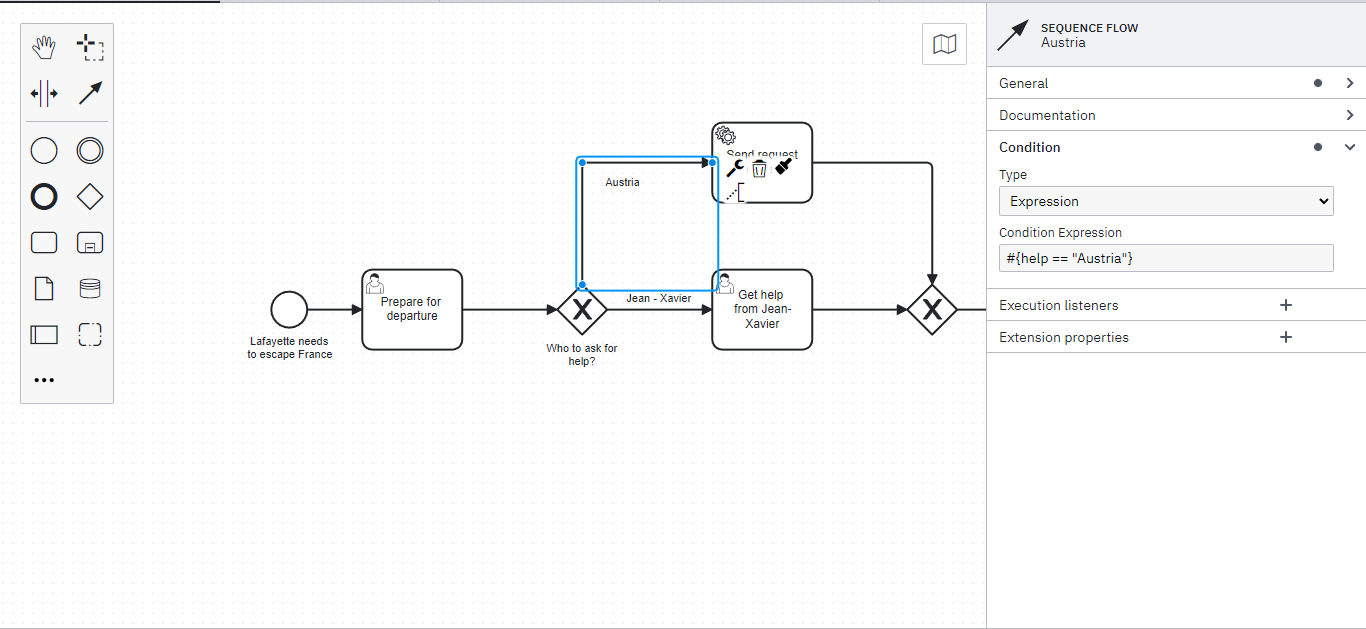 SEQUENCE FLOW
Austria
General
Documentation
Condition
Type
Expression
Condition Expression
#{help == "Austria"}
Execution listeners
Extension properties
Send request
Austria
Jean - Xavier
Prepare for
departure
Get help
from Jean-
Xavier
Lafayette needs
to escape France
Who to ask for
help?